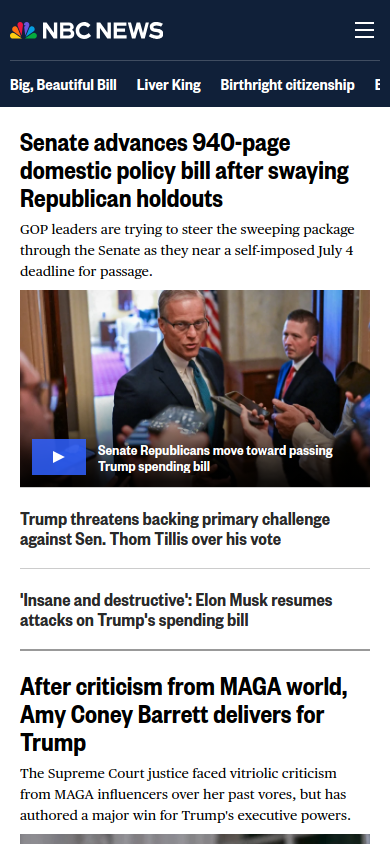 NBC NEWS
Big, Beautiful Bill Liver King Birthright citizenship
Senate advances 940-page
domestic policy bill after swaying
Republican holdouts
GOP leaders are trying to steer the sweeping package
through the Senate as they near a self-imposed July 4
deadline for passage.
Senate Republicans move toward passing
Trump spending bill
Trump threatens backing primary challenge
against Sen. Thom Tillis over his vote
'Insane and destructive': Elon Musk resumes
attacks on Trump's spending bill
After criticism from MAGA world,
Amy Coney Barrett delivers for
Trump
The Supreme Court justice faced vitriolic criticism
from MAGA influencers over her past vores, but has
authored a major win for Trump's executive powers.